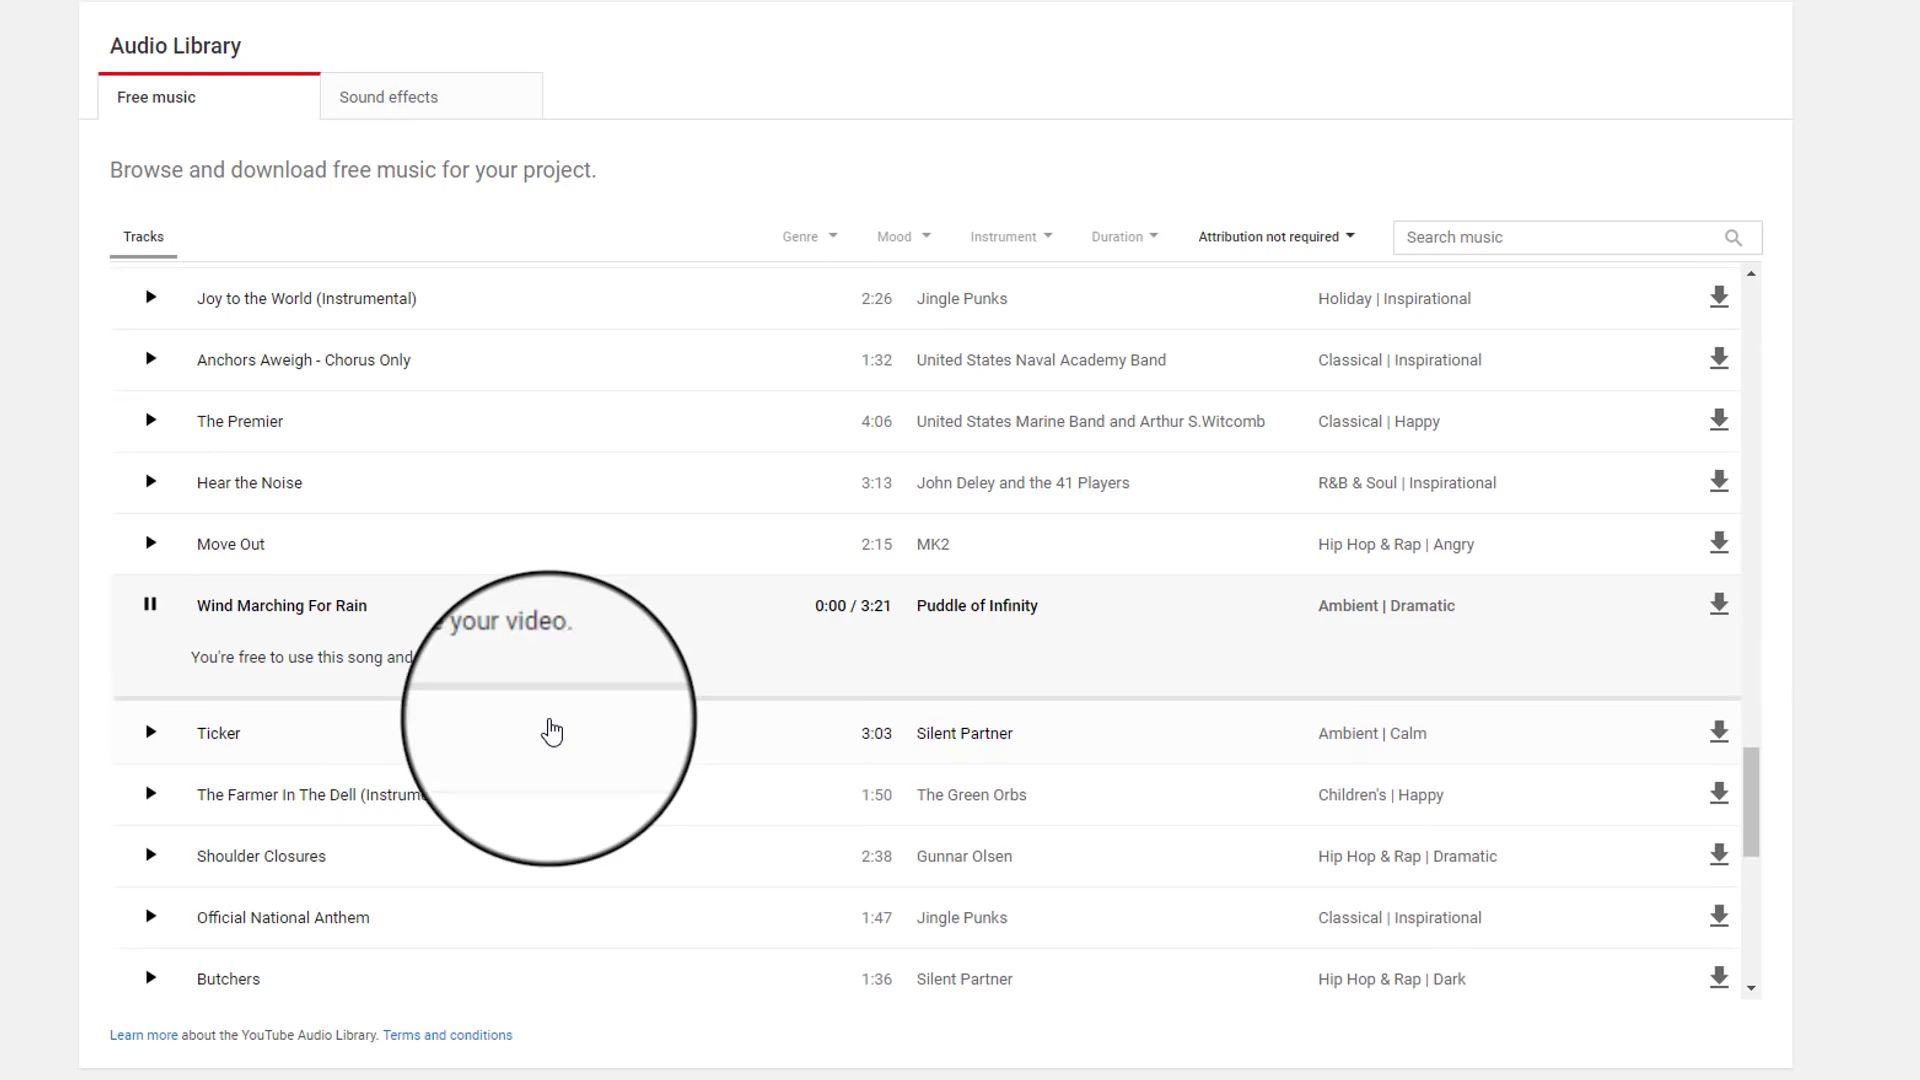 Audio Library
Free music
Sound effects
Browse and download free music for your project.
Tracks
Genre
Mood
Instrument
Duration
Attribution not required
Search music
Joy to the World (Instrumental) 2:26 Jingle Punks Holiday | Inspirational
Anchors Aweigh - Chorus Only 1:32 United States Naval Academy Band Classical | Inspirational
The Premier 4:06 United States Marine Band and Arthur S.Witcomb Classical | Happy
Hear the Noise 3:13 John Deley and the 41 Players R&B & Soul | Inspirational
Move Out 2:15 MK2 Hip Hop & Rap | Angry
Wind Marching For Rain 0:00 / 3:21 Puddle of Infinity Ambient | Dramatic
your video.
You're free to use this song and
Ticker 3:03 Silent Partner Ambient | Calm
The Farmer In The Dell (Instrum 1:50 The Green Orbs Children's | Happy
Shoulder Closures 2:38 Gunnar Olsen Hip Hop & Rap | Dramatic
Official National Anthem 1:47 Jingle Punks Classical | Inspirational
Butchers 1:36 Silent Partner Hip Hop & Rap | Dark
Learn more about the YouTube Audio Library. Terms and conditions